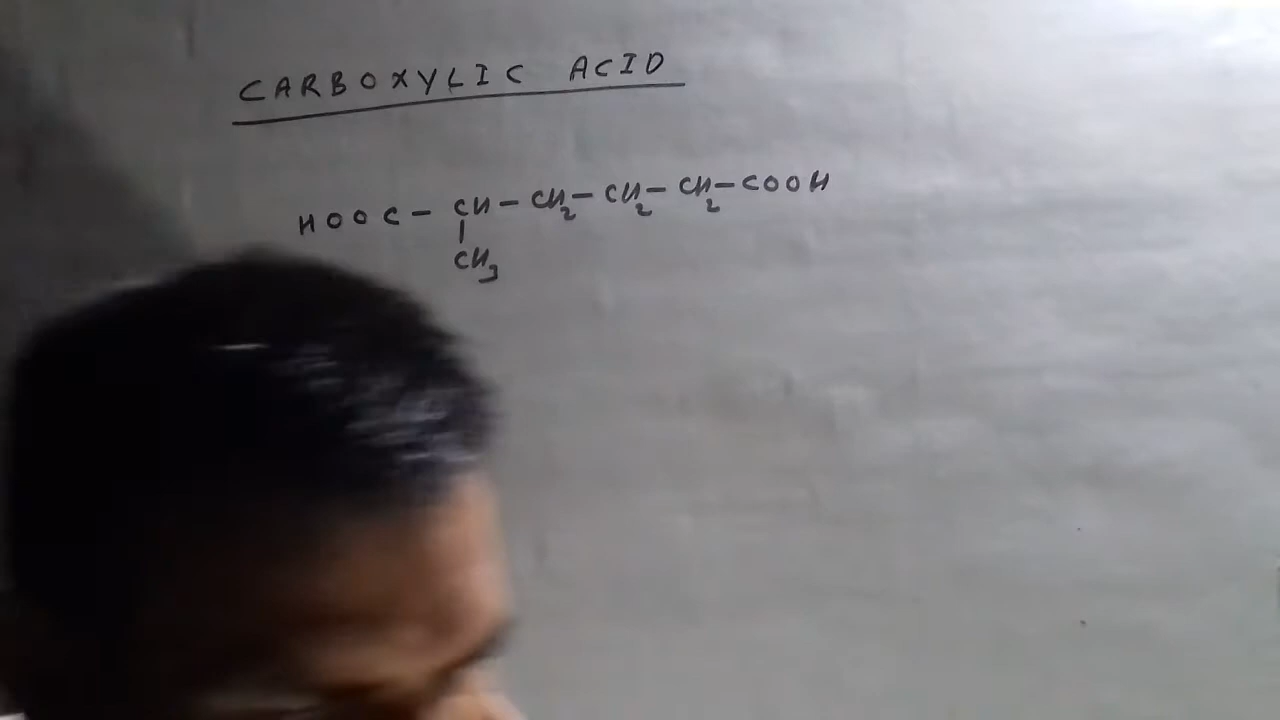 CARBOXYLIC ACID
HOOC - CH - CH2 - CH2 - CH2 - COOH
|
CH3